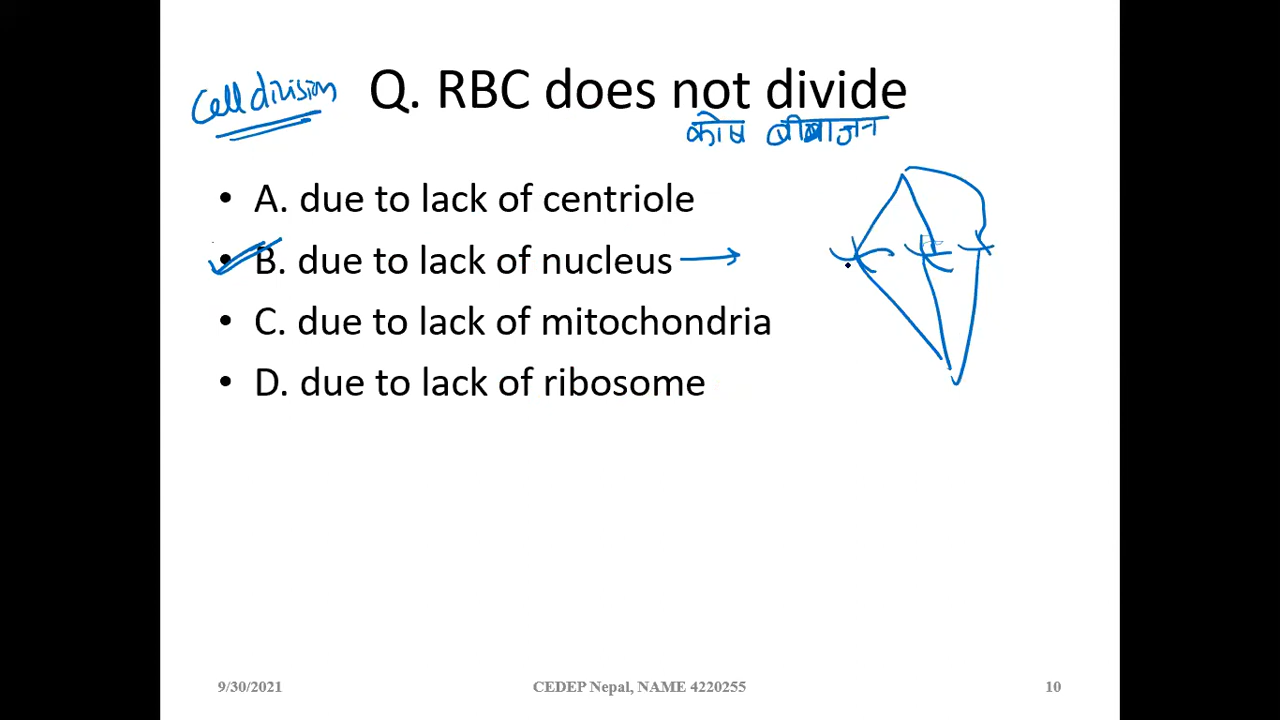 Cell division Q. RBC does not divide
कोष बीभाजन
• A. due to lack of centriole
• B. due to lack of nucleus →
• C. due to lack of mitochondria
• D. due to lack of ribosome
9/30/2021 CEDEP Nepal, NAME 4220255 10